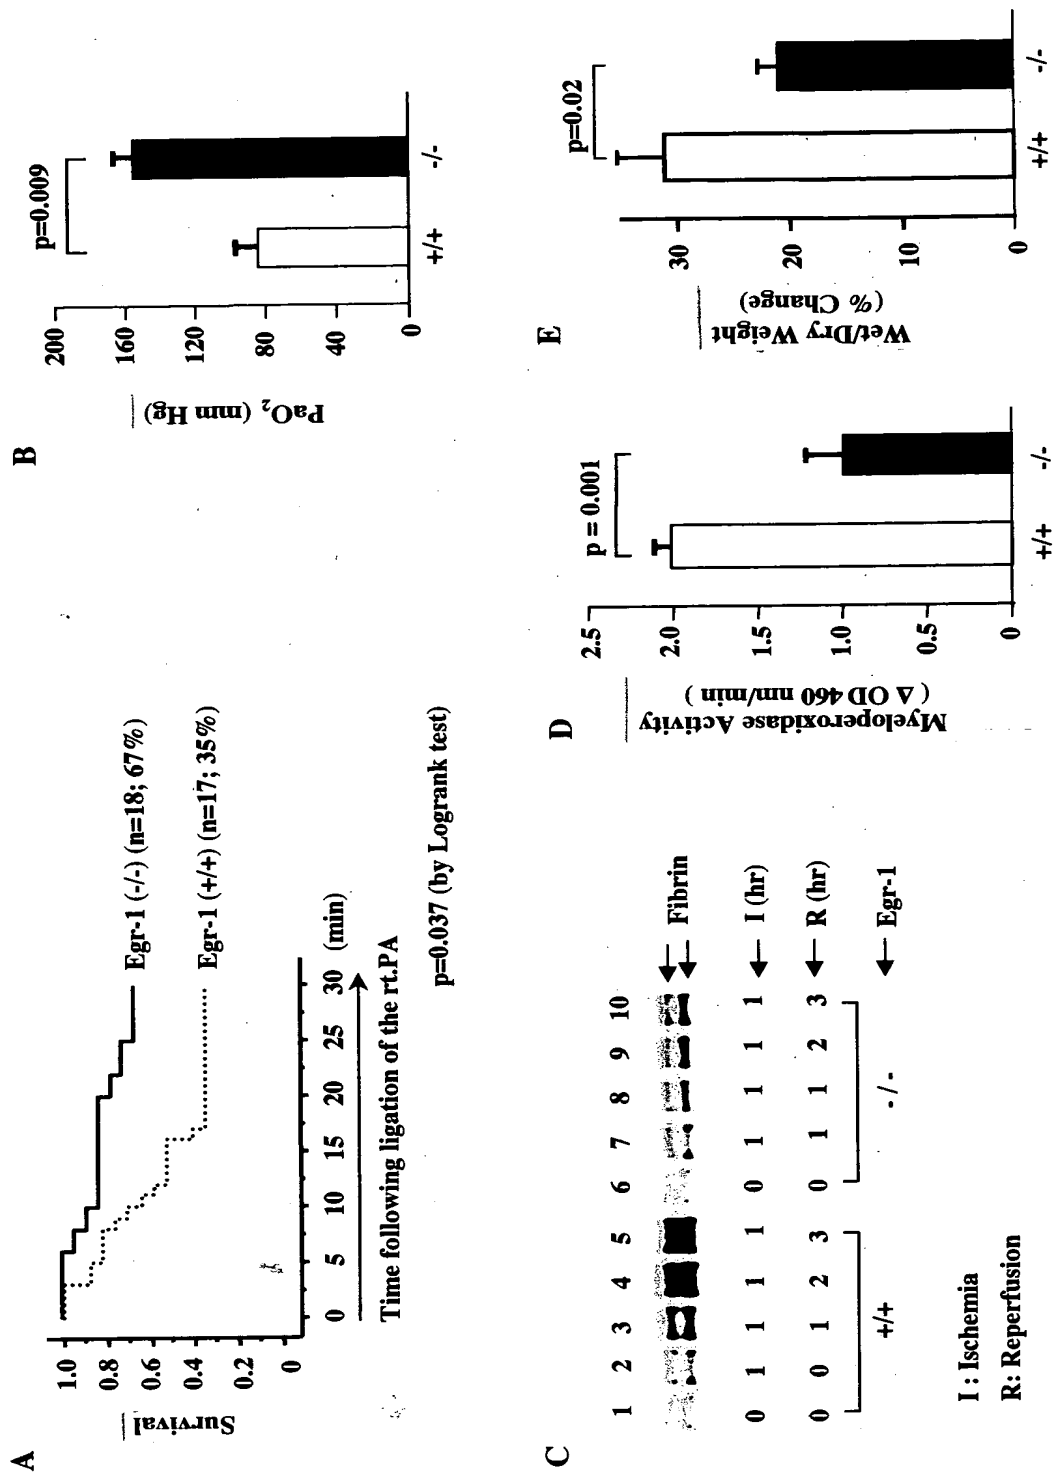 A
Survival
1.0
0.8
0.6
0.4
0.2
0
0 5 10 15 20 25 30 (min)
Time following ligation of the rt.PA
Egr-1 (-/-) (n=18; 67%)
Egr-1 (+/+) (n=17; 35%)
p=0.037 (by Logrank test)
B
PaO2 (mm Hg)
200
160
120
80
40
0
p=0.009
+/+ -/-
C
1 2 3 4 5 6 7 8 9 10
Fibrin
0 1 1 1 1 0 1 1 1 1 I (hr)
0 0 1 2 3 0 1 1 2 3 R (hr)
+/+ -/- Egr-1
I : Ischemia
R: Reperfusion
D
Myeloperoxidase Activity
( Δ OD 460 nm/min )
2.5
2.0
1.5
1.0
0.5
0
p = 0.001
+/+ -/-
E
Wet/Dry Weight
(% Change)
30
20
10
0
p=0.02
+/+ -/-